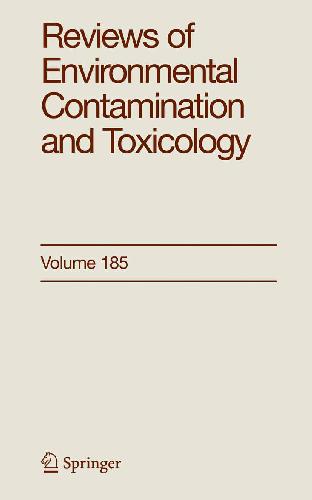 Reviews of
Environmental
Contamination
and Toxicology
Volume 185
Springer